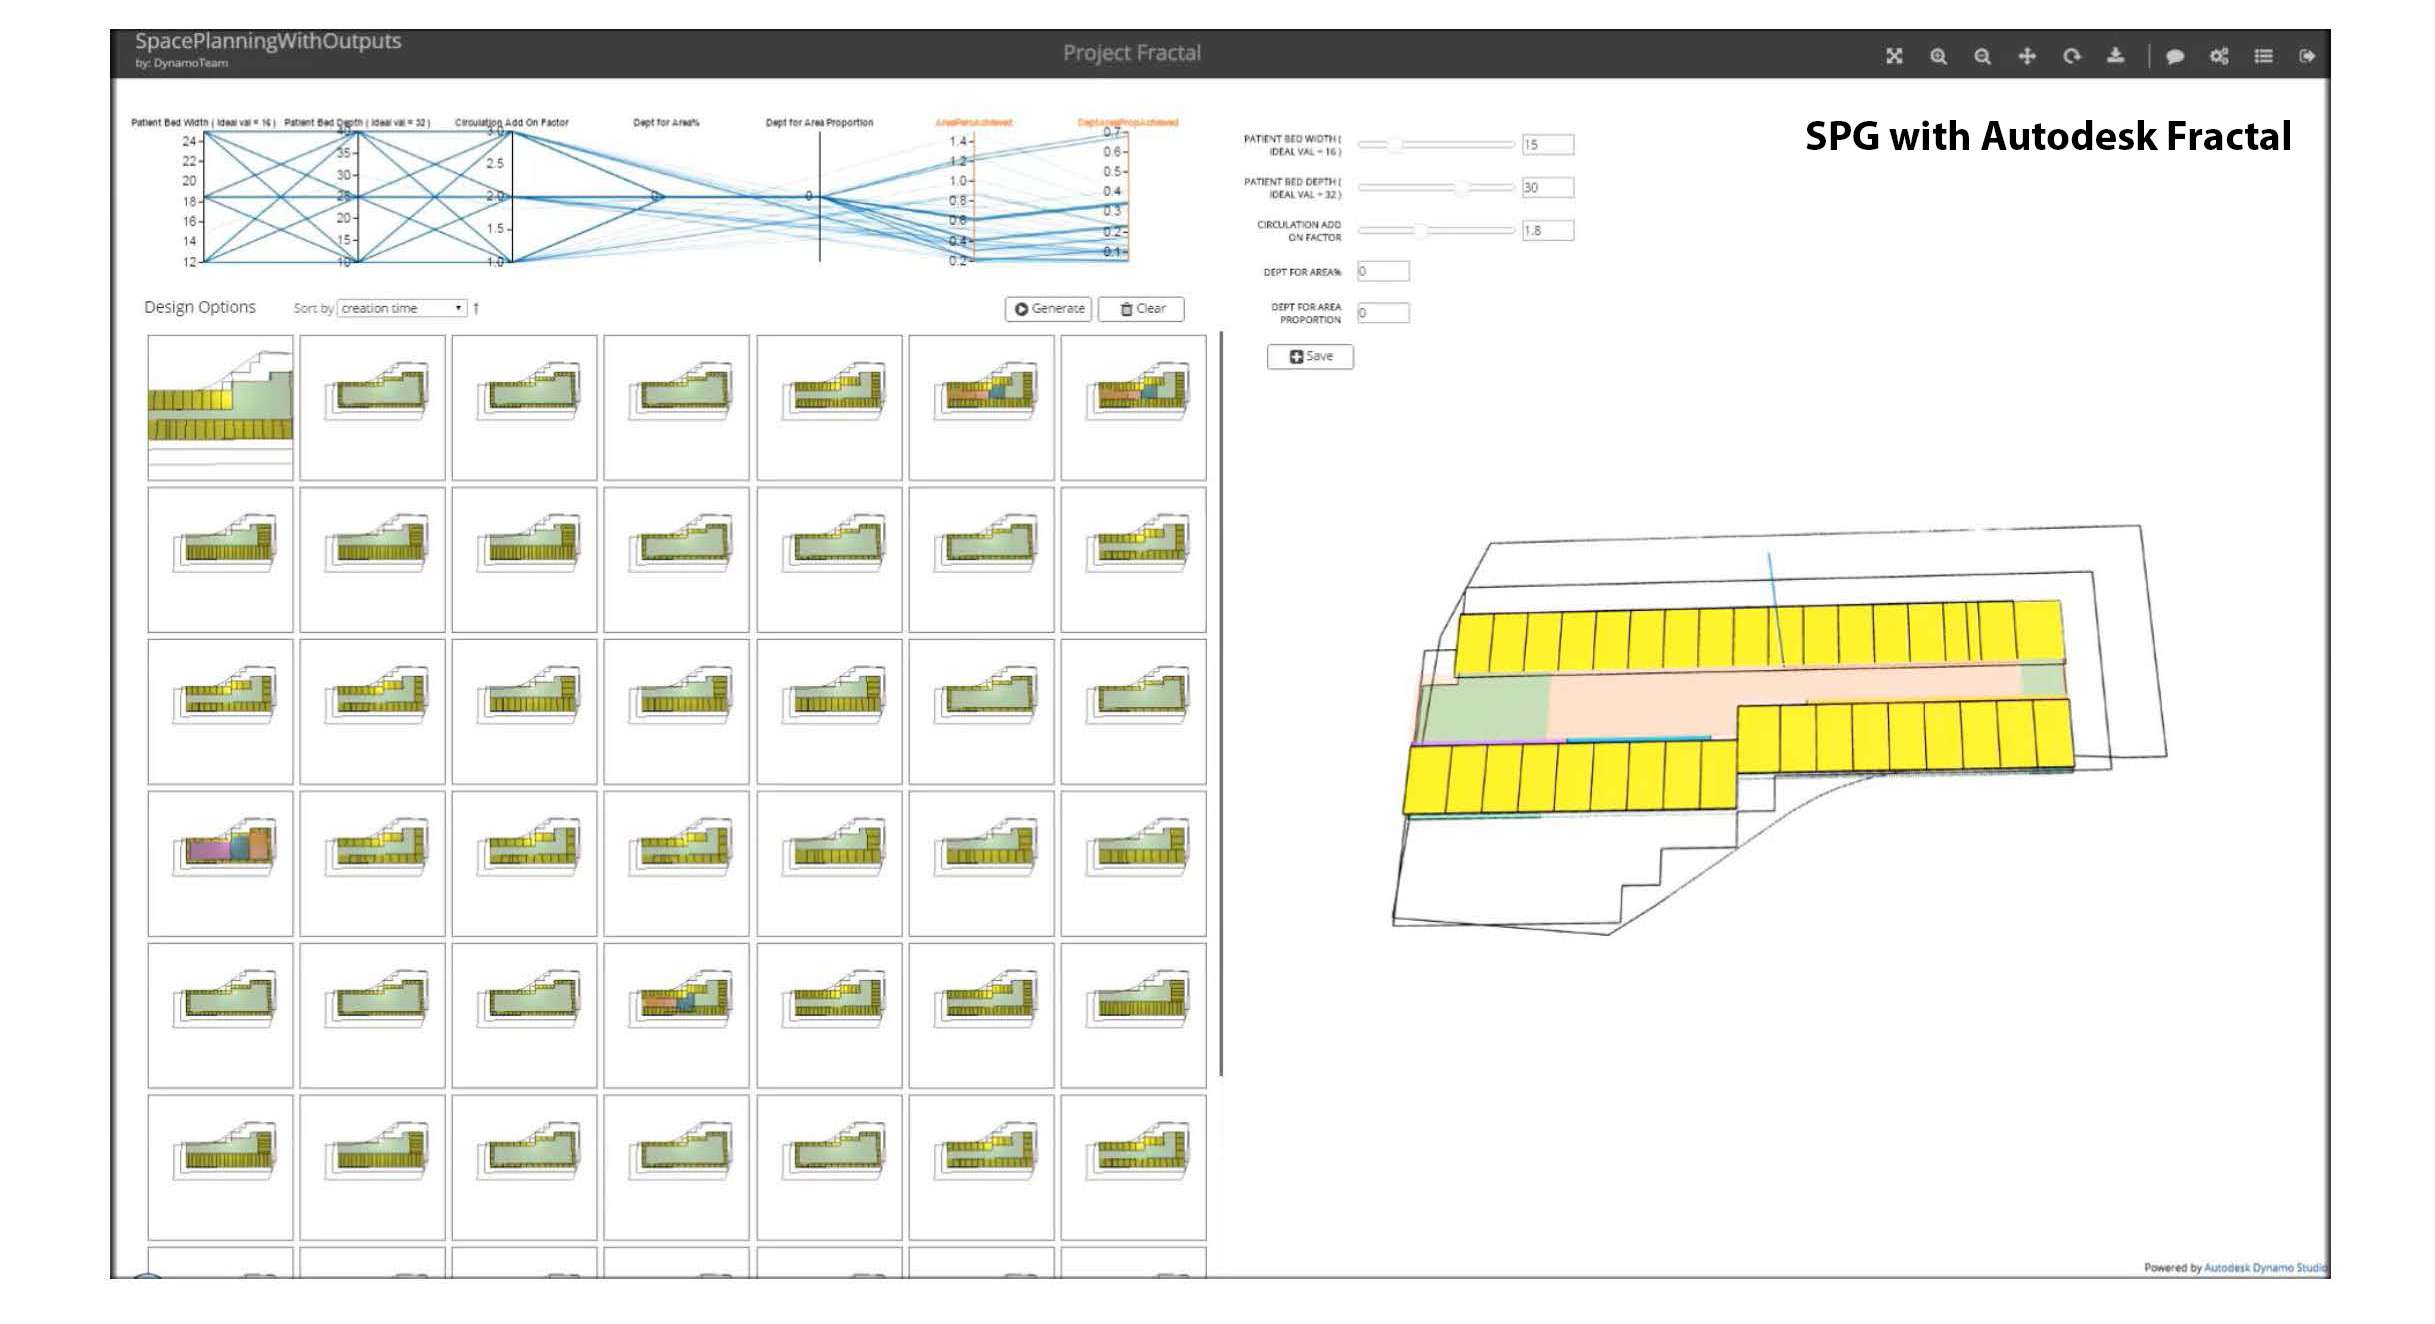 SpacePlanningWithOutputs
by: DynamoTeam
Project Fractal
SPG with Autodesk Fractal
Patient Bed Width ( Ideal val = 16 )
Patient Bed Depth ( Ideal val = 32 )
Circulation Add On Factor
Dept for Area%
Dept for Area Proportion
AreaPercAchieved
DeptAreaPropAchieved
24
22
20
18
16
14
12
40
35
30
25
20
15
10
3.0
2.5
2.0
1.5
1.0
0
0
1.4
1.2
1.0
0.8
0.6
0.4
0.2
0.7
0.6
0.5
0.4
0.3
0.2
0.1
PATIENT BED WIDTH (
IDEAL VAL = 16 )
15
PATIENT BED DEPTH (
IDEAL VAL = 32 )
30
CIRCULATION ADD
ON FACTOR
1.8
DEPT FOR AREA%
0
DEPT FOR AREA
PROPORTION
0
Save
Design Options
Sort by creation time
Generate
Clear
Powered by Autodesk Dynamo Studio